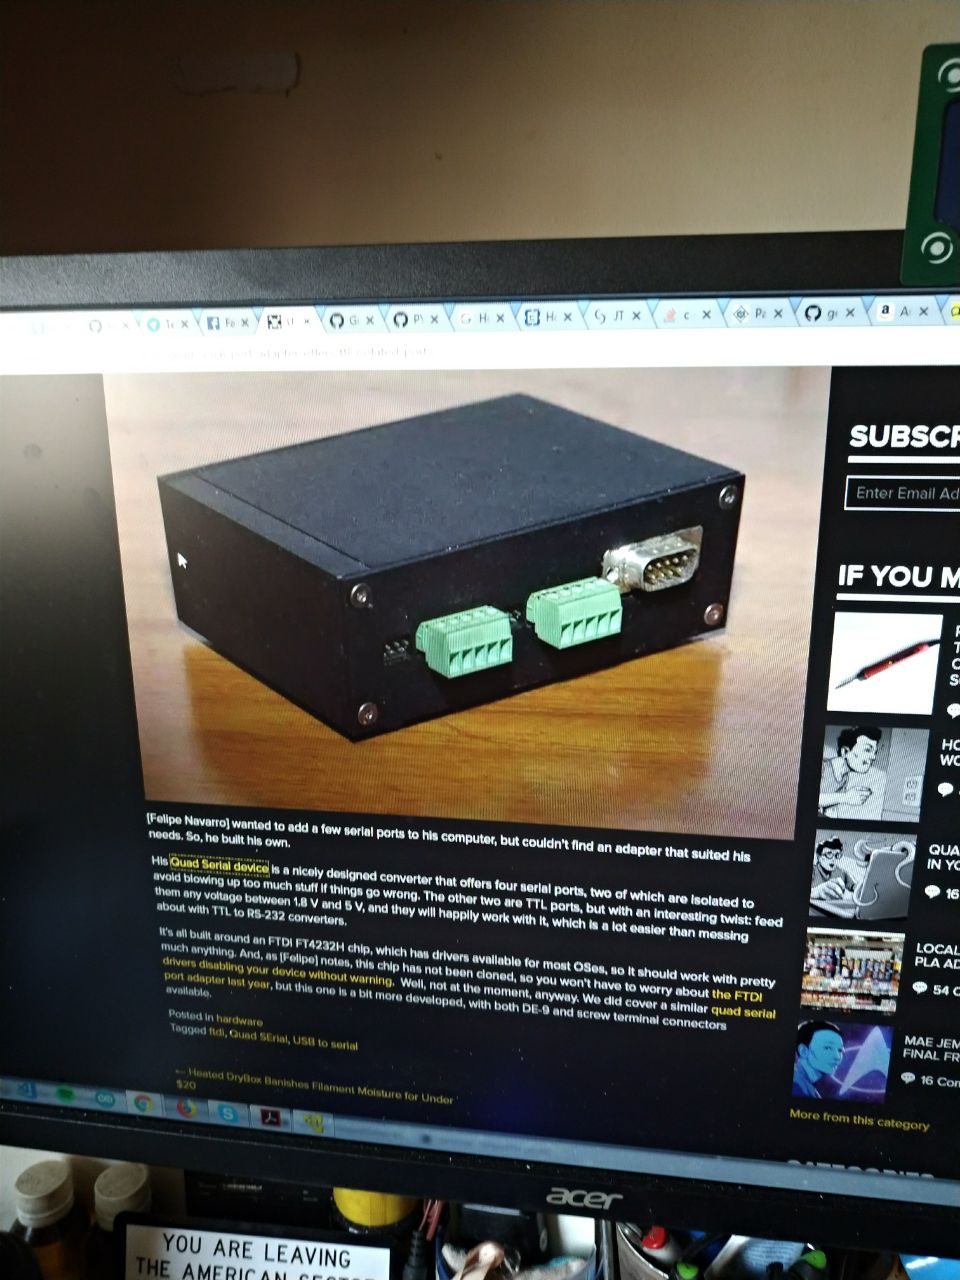 Fa
G
P\
JT
c
g
SUBSCR
Enter Email Ad
IF YOU M
HO
WO
QUA
IN YO
16
LOCAL
PLA AD
54 C
MAE JEM
FINAL FR
16 Com
More from this category
[Felipe Navarro] wanted to add a few serial ports to his computer, but couldn't find an adapter that suited his
needs. So, he built his own.
His Quad Serial device is a nicely designed converter that offers four serial ports, two of which are isolated to
avoid blowing up too much stuff if things go wrong. The other two are TTL ports, but with an interesting twist: feed
them any voltage between 1.8 V and 5 V, and they will happily work with it, which is a lot easier than messing
about with TTL to RS-232 converters.
It's all built around an FTDI FT4232H chip, which has drivers available for most OSes, so it should work with pretty
much anything. And, as [Felipe] notes, this chip has not been cloned, so you won't have to worry about the FTDI
drivers disabling your device without warning. Well, not at the moment, anyway. We did cover a similar quad serial
port adapter last year, but this one is a bit more developed, with both DE-9 and screw terminal connectors
available.
Posted in hardware
Tagged ftdi, Quad SErial, USB to serial
← Heated DryBox Banishes Filament Moisture for Under
$20
acer
YOU ARE LEAVING
THE AMERICAN SECTOR